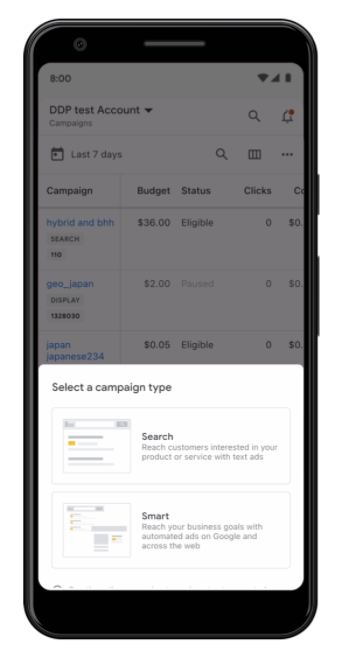 8:00
DDP test Account
Campaigns
Last 7 days
Campaign Budget Status Clicks
hybrid and bhh $36.00 Eligible 0 $0.
SEARCH
110
geo_japan $2.00 Paused 0 $0.
DISPLAY
1328030
japan $0.05 Eligible 0 $0.
japanese234
Select a campaign type
Search
Reach customers interested in your
product or service with text ads
Smart
Reach your business goals with
automated ads on Google and
across the web